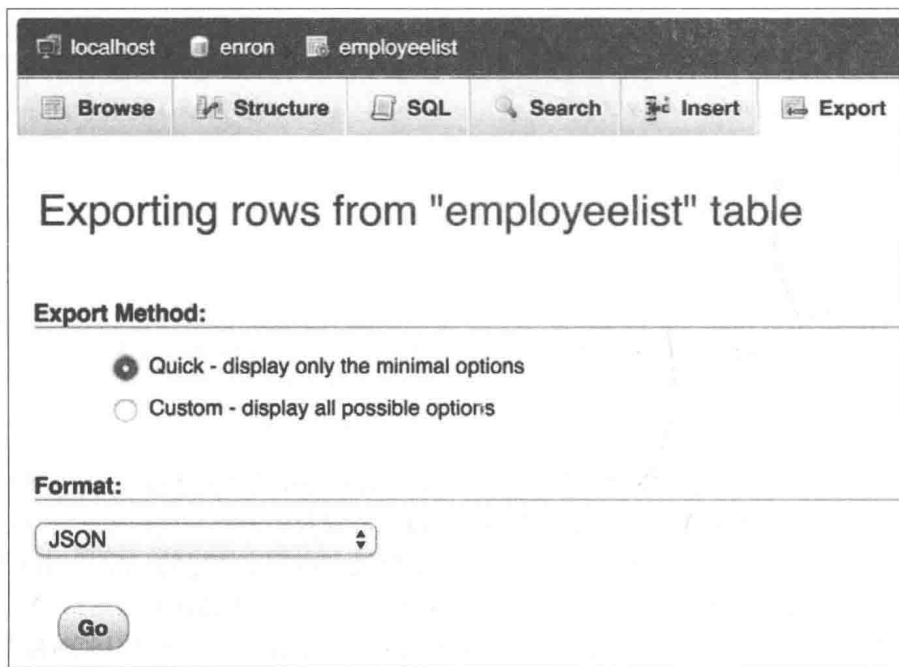 localhost enron employeelist
Browse Structure SQL Search Insert Export
Exporting rows from "employeelist" table
Export Method:
Quick - display only the minimal options
Custom - display all possible options
Format:
JSON
Go